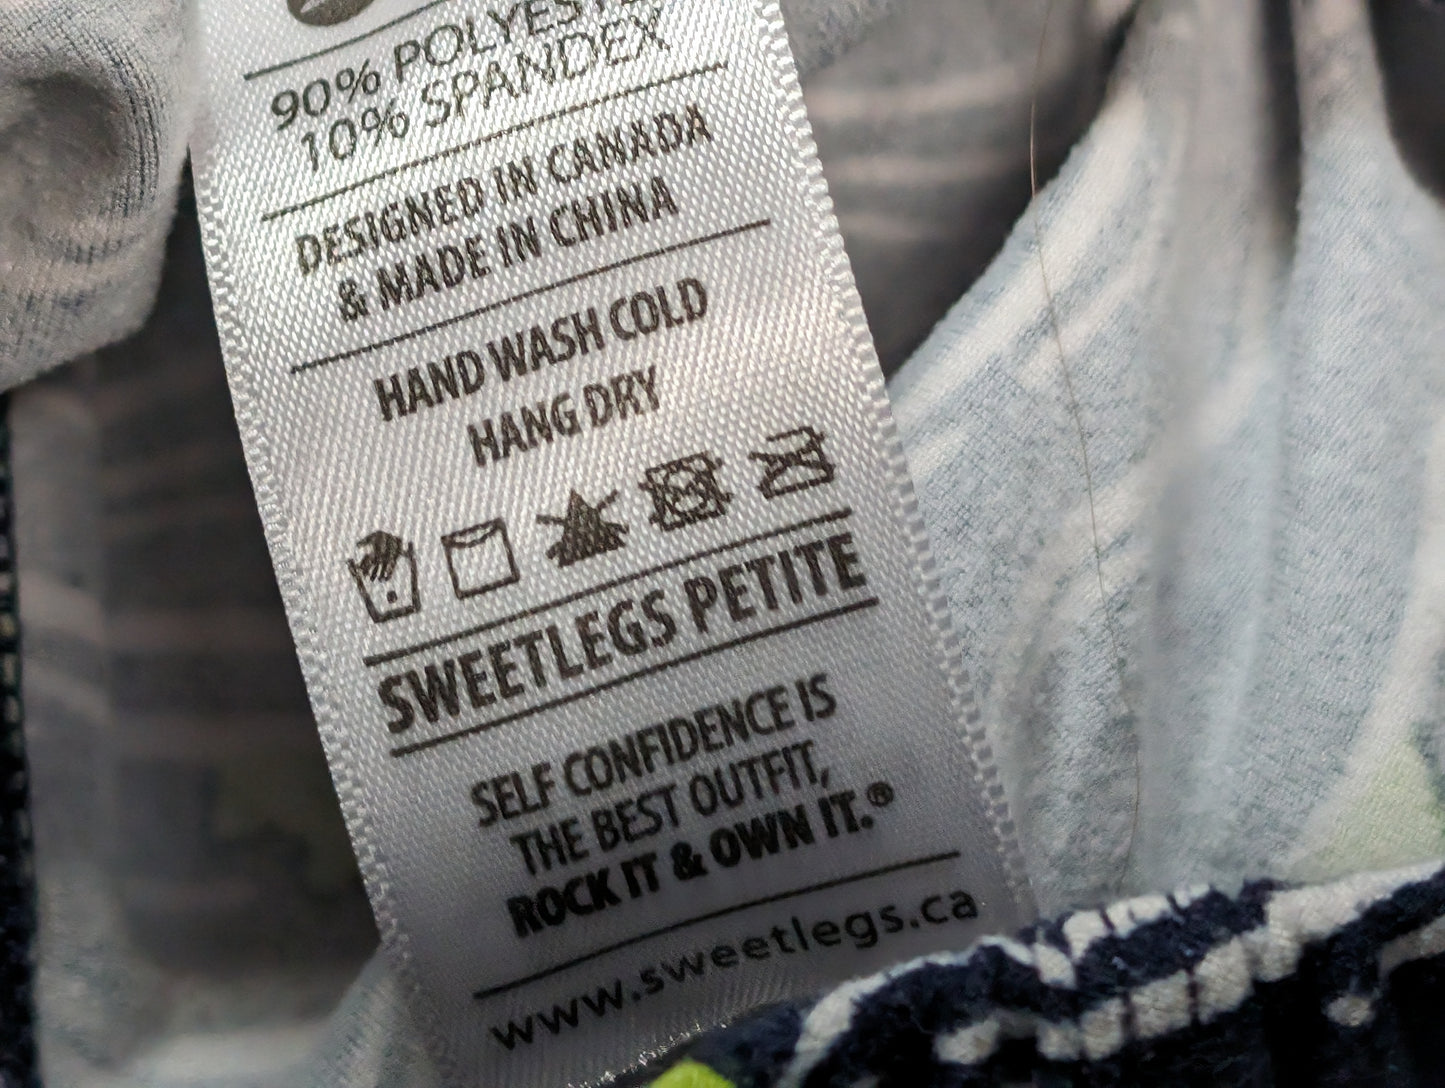 90% POLYESTER
10% SPANDEX
DESIGNED IN CANADA
& MADE IN CHINA
HAND WASH COLD
HANG DRY
SWEETLEGS PETITE
SELF CONFIDENCE IS
THE BEST OUTFIT,
ROCK IT & OWN IT.®
www.sweetlegs.ca